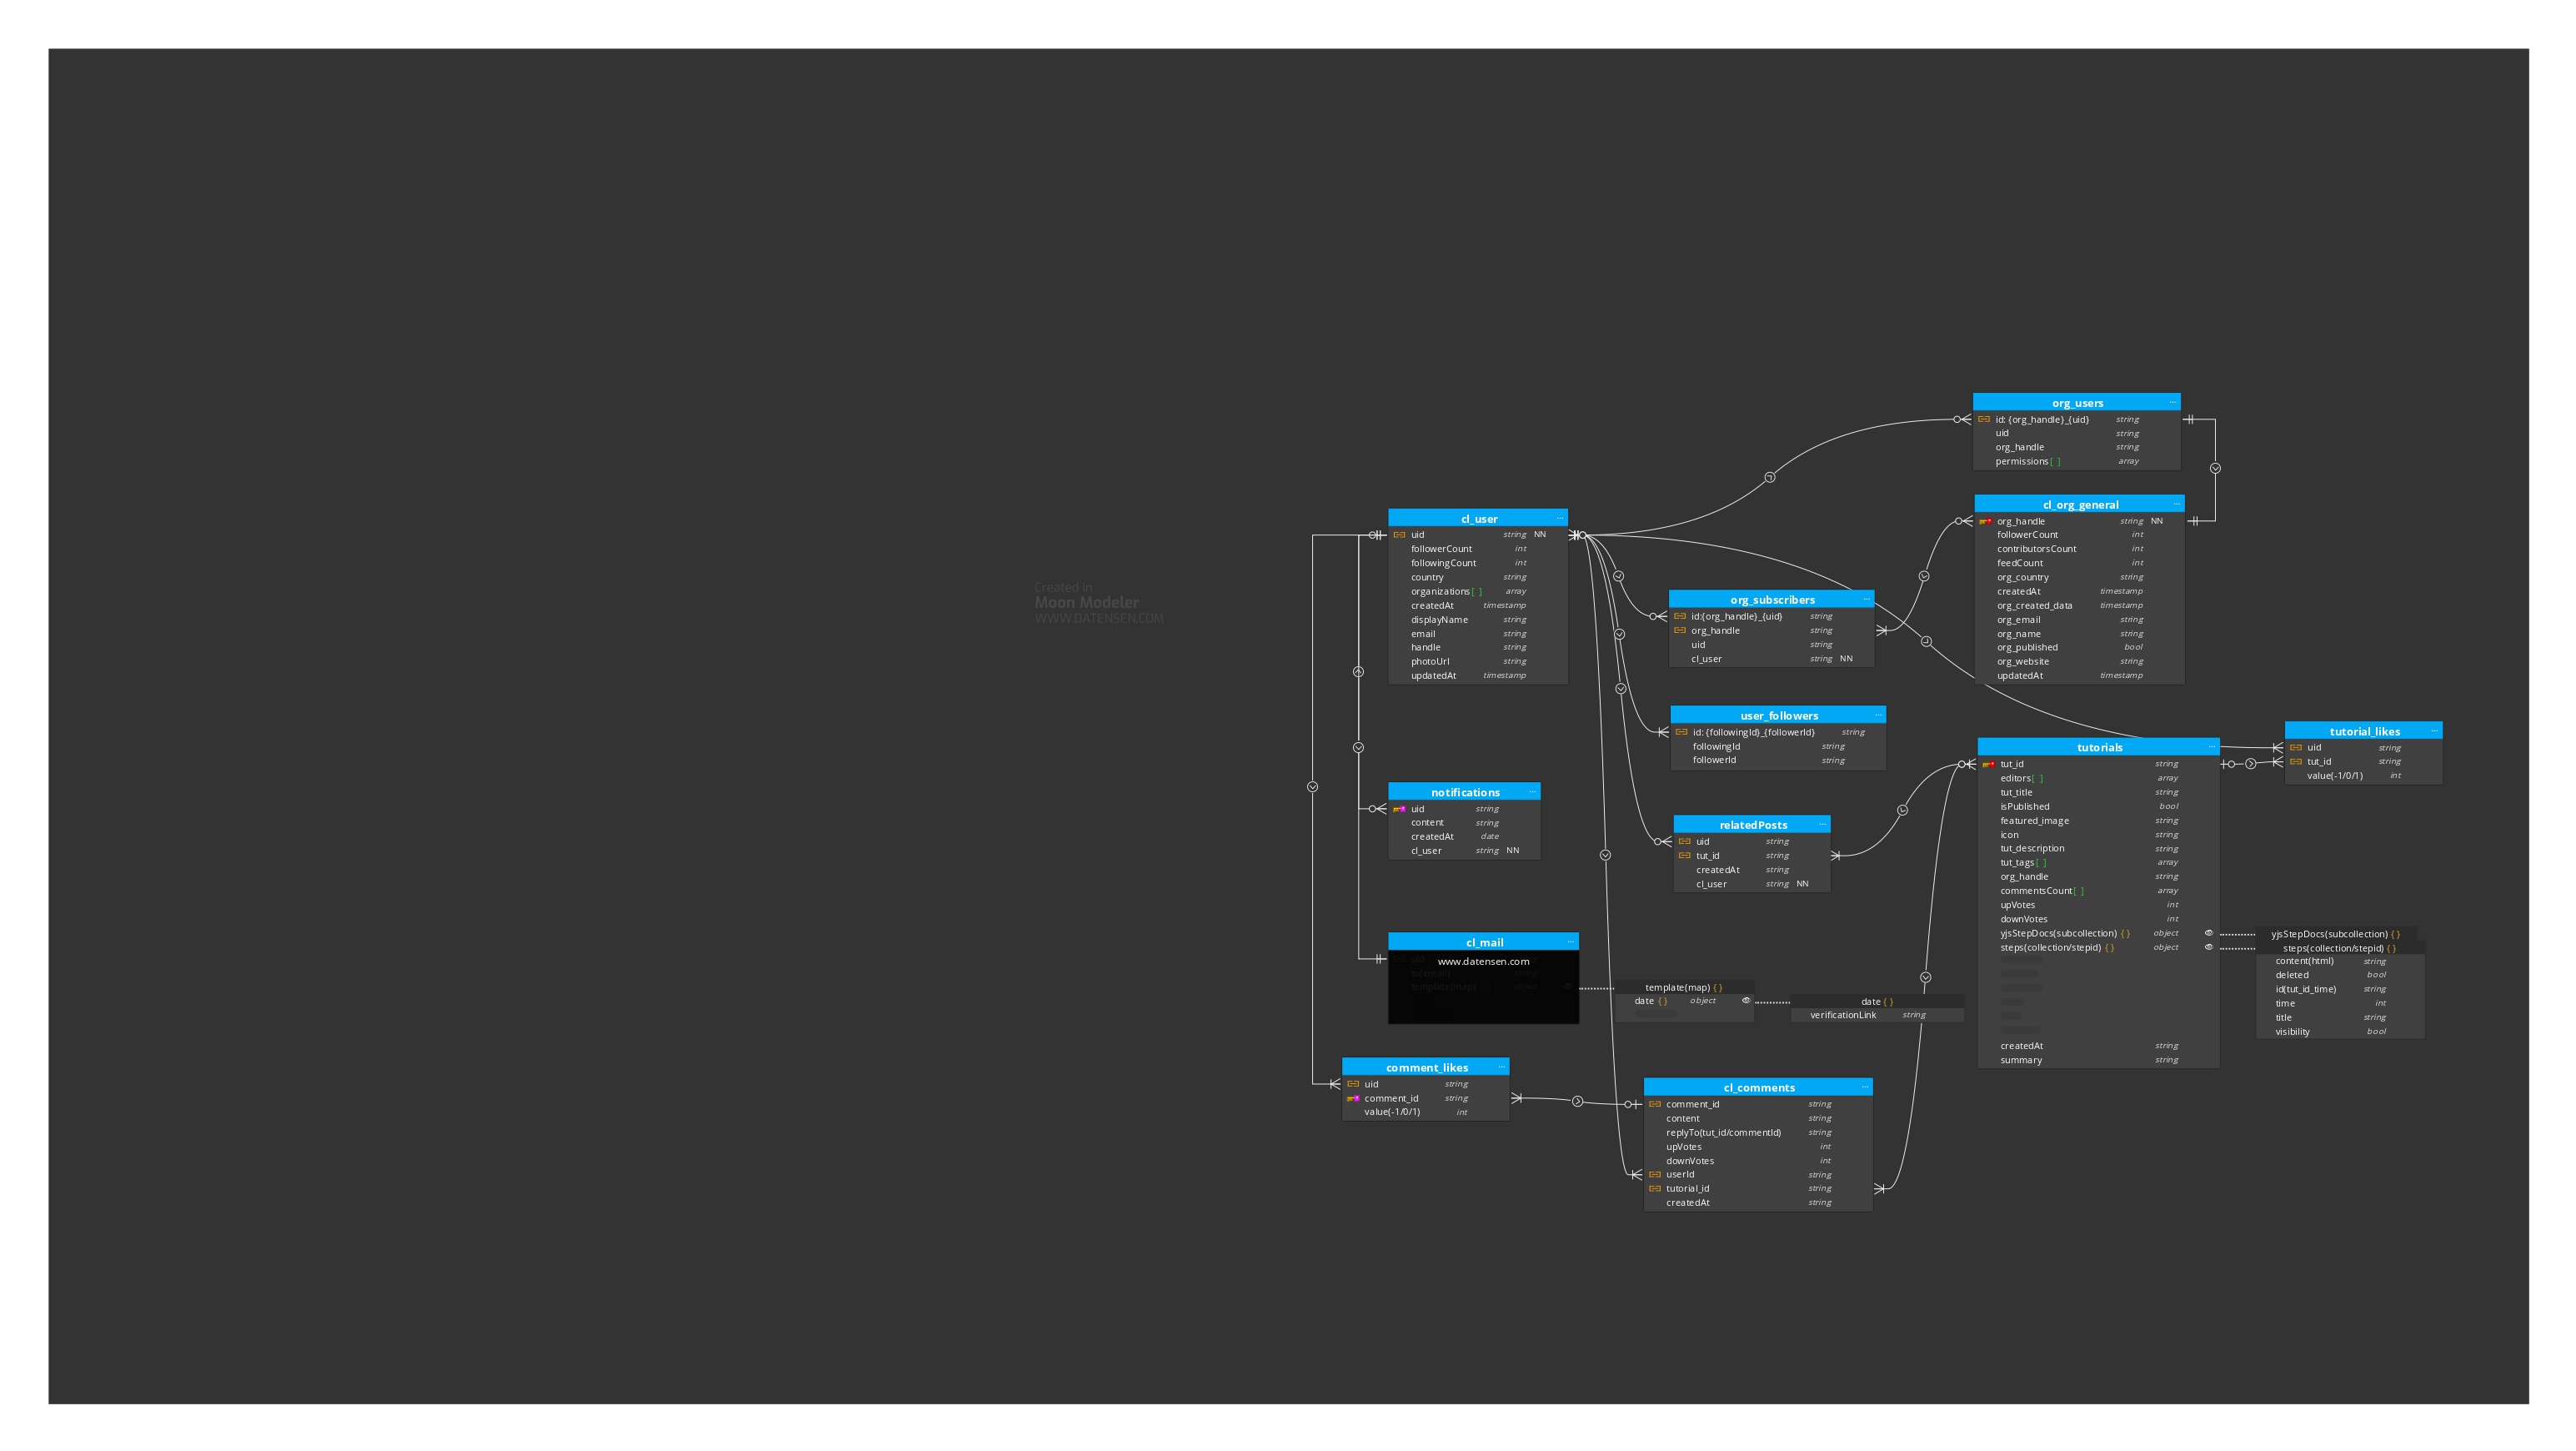 Created in
Moon Modeler
WWW.DATENSEN.COM
org_users ...
id: {org_handle}_{uid} string
uid string
org_handle string
permissions[ ] array
cl_org_general ...
org_handle string NN
followerCount int
contributorsCount int
feedCount int
org_country string
createdAt timestamp
org_created_data timestamp
org_email string
org_name string
org_published bool
org_website string
updatedAt timestamp
cl_user ...
uid string NN
followerCount int
followingCount int
country string
organizations[ ] array
createdAt timestamp
displayName string
email string
handle string
photoUrl string
updatedAt timestamp
org_subscribers ...
id:{org_handle}_{uid} string
org_handle string
uid string
cl_user string NN
user_followers ...
id: {followingId}_{followerId} string
followingId string
followerId string
tutorial_likes ...
uid string
tut_id string
value(-1/0/1) int
tutorials ...
tut_id string
editors[ ] array
tut_title string
isPublished bool
featured_image string
icon string
tut_description string
tut_tags[ ] array
org_handle string
commentsCount[ ] array
upVotes int
downVotes int
yjsStepDocs(subcollection) { } object
steps(collection/stepid) { } object
createdAt string
summary string
yjsStepDocs(subcollection) { }
steps(collection/stepid) { }
content(html) string
deleted bool
id(tut_id_time) string
time int
title string
visibility bool
notifications ...
uid string
content string
createdAt date
cl_user string NN
relatedPosts ...
uid string
tut_id string
createdAt string
cl_user string NN
cl_mail ...
www.datensen.com
template(map) { }
date { } object
date { }
verificationLink string
comment_likes ...
uid string
comment_id string
value(-1/0/1) int
cl_comments ...
comment_id string
content string
replyTo(tut_id/commentId) string
upVotes int
downVotes int
userId string
tutorial_id string
createdAt string